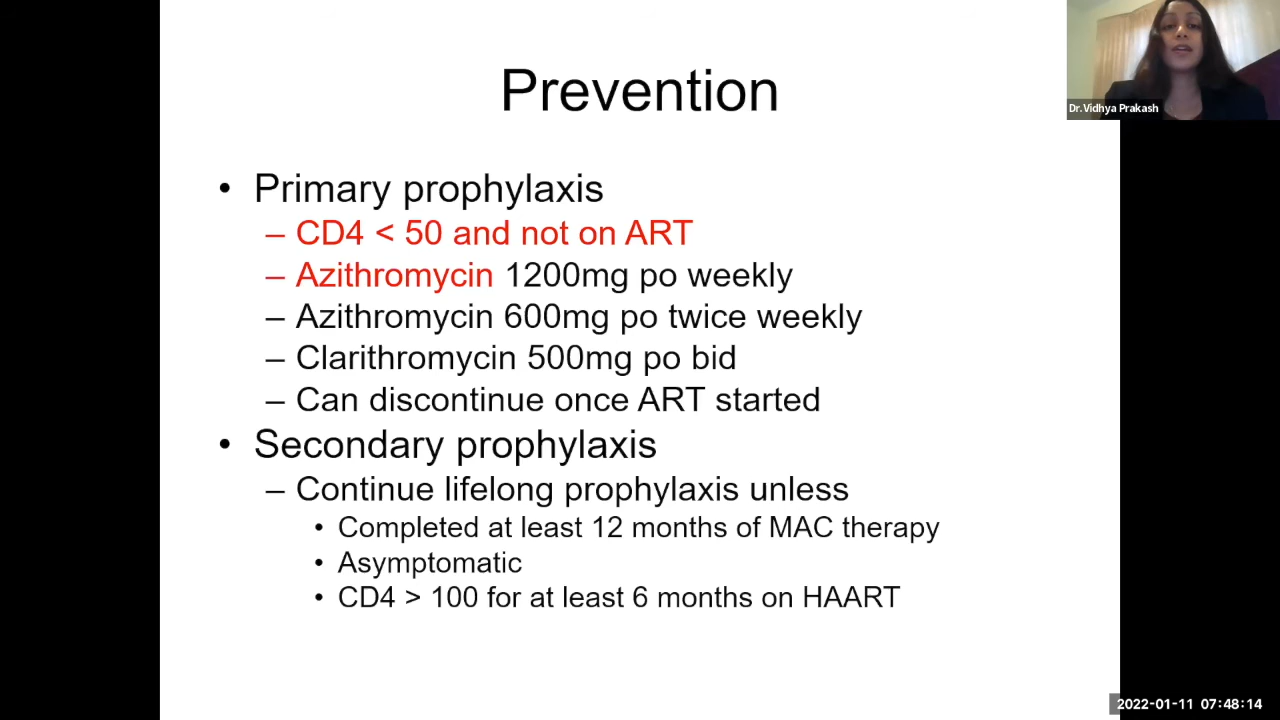 Prevention
Dr.Vidhya Prakash
• Primary prophylaxis
– CD4 < 50 and not on ART
– Azithromycin 1200mg po weekly
– Azithromycin 600mg po twice weekly
– Clarithromycin 500mg po bid
– Can discontinue once ART started
• Secondary prophylaxis
– Continue lifelong prophylaxis unless
• Completed at least 12 months of MAC therapy
• Asymptomatic
• CD4 > 100 for at least 6 months on HAART
2022-01-11 07:48:14